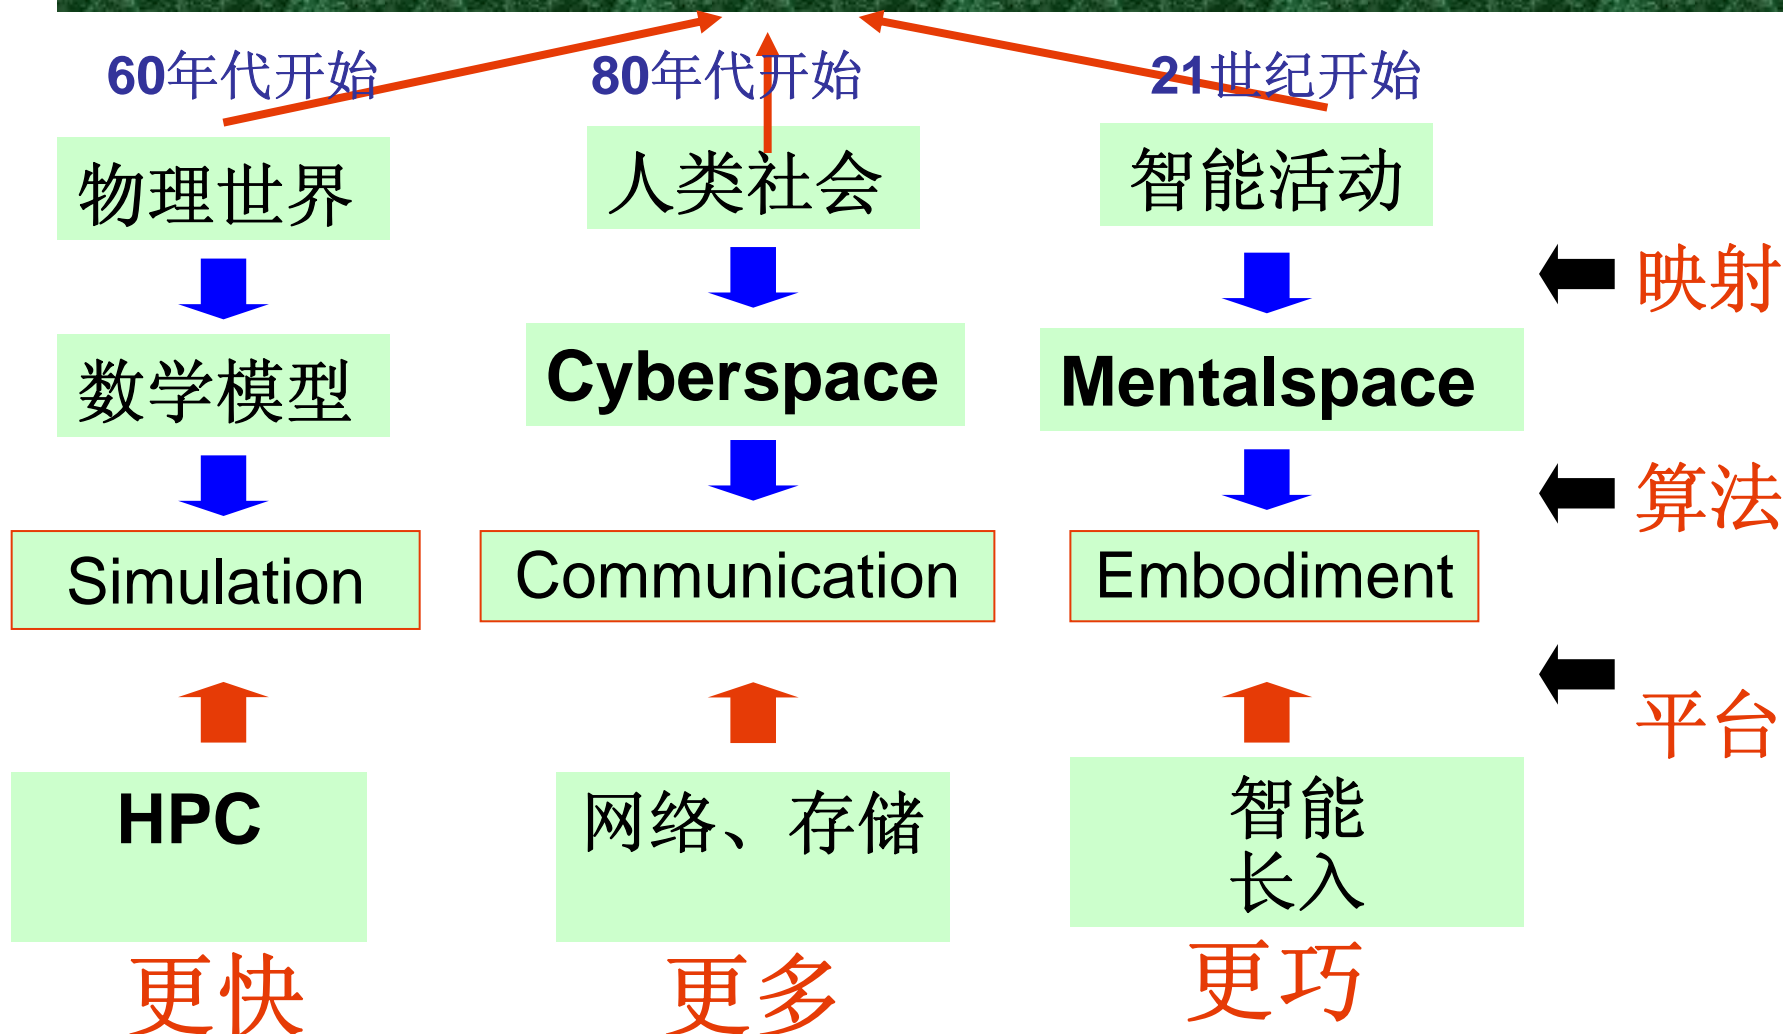 60年代开始
80年代开始
21世纪开始
物理世界
人类社会
智能活动
映射
数学模型
Cyberspace
Mentalspace
算法
Simulation
Communication
Embodiment
平台
HPC
网络、存储
智能
长入
更快
更多
更巧